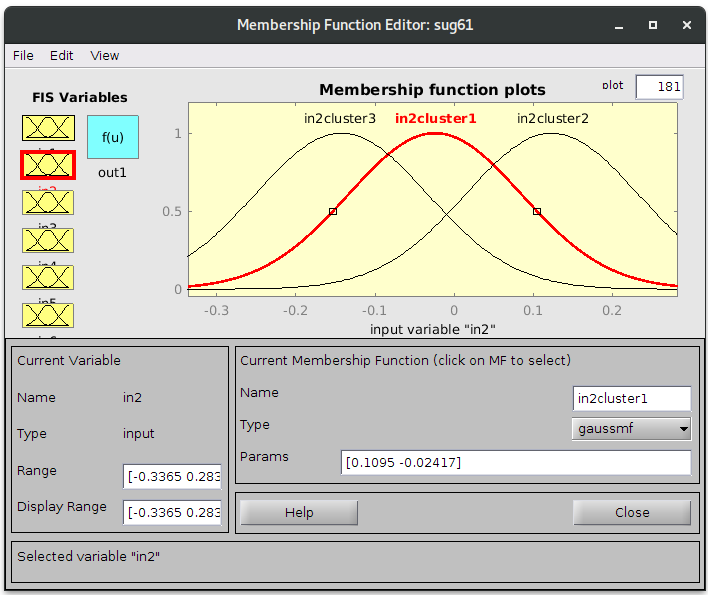 Membership Function Editor: sug61
File Edit View
FIS Variables
f(u)
in2
out1
in3
in4
in5
Membership function plots
plot
181
in2cluster3 in2cluster1 in2cluster2
1
0.5
0
-0.3 -0.2 -0.1 0 0.1 0.2
input variable "in2"
Current Variable
Name in2
Type input
Range [-0.3365 0.283
Display Range [-0.3365 0.283
Current Membership Function (click on MF to select)
Name in2cluster1
Type gaussmf
Params [0.1095 -0.02417]
Help Close
Selected variable "in2"